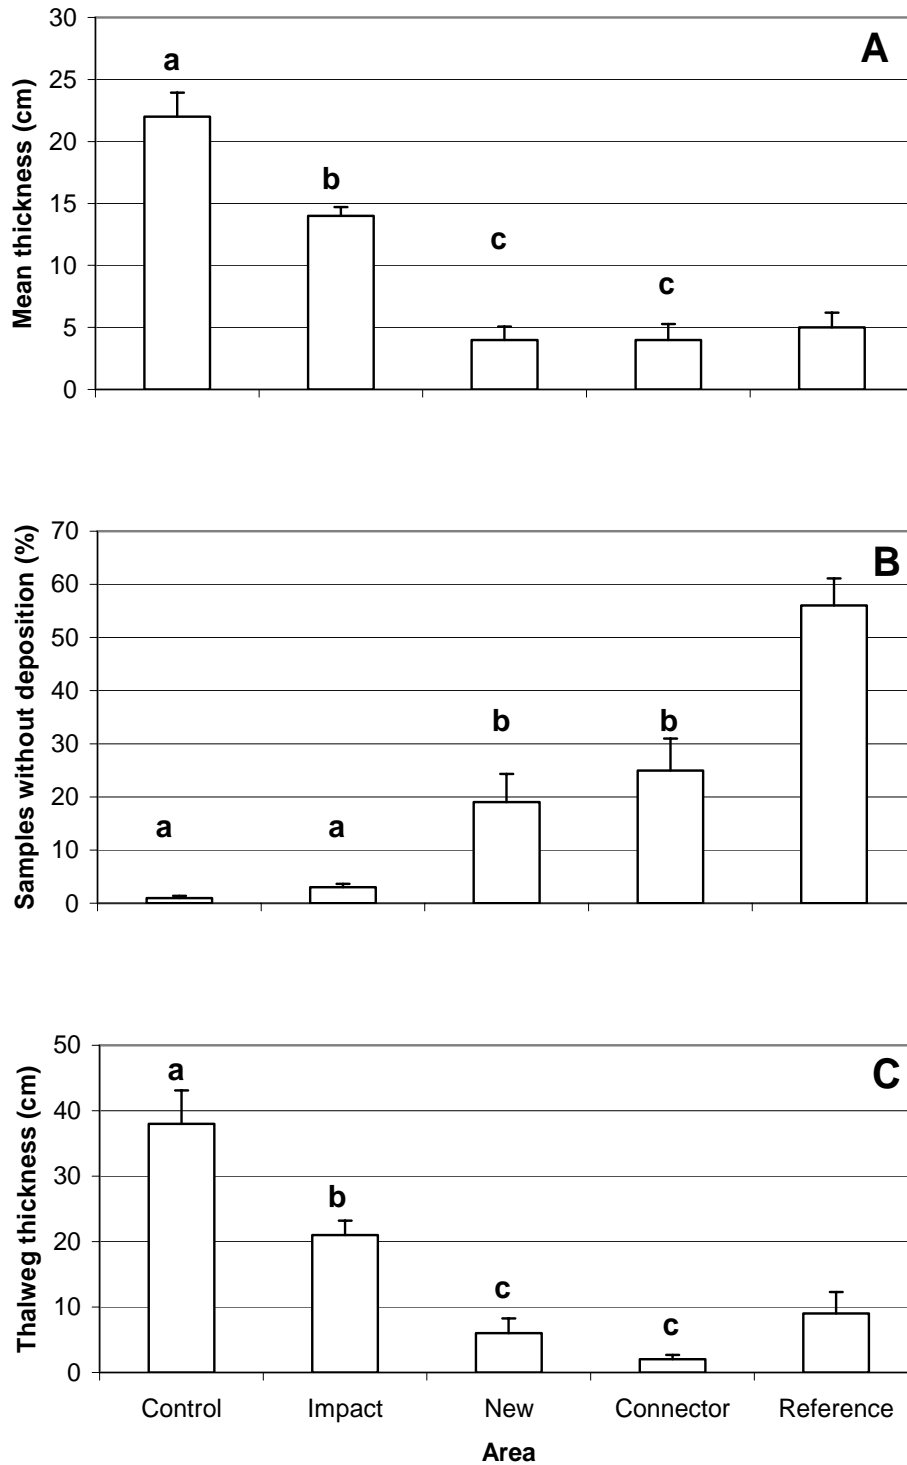 30
A
a
25
20
b
15
c
10
c
5
0
Mean thickness (cm)
70
B
60
50
40
b
b
30
20
a
a
10
0
Samples without deposition (%)
50
C
a
40
30
b
20
c
10
c
0
Thalweg thickness (cm)
Control Impact New Connector Reference
Area